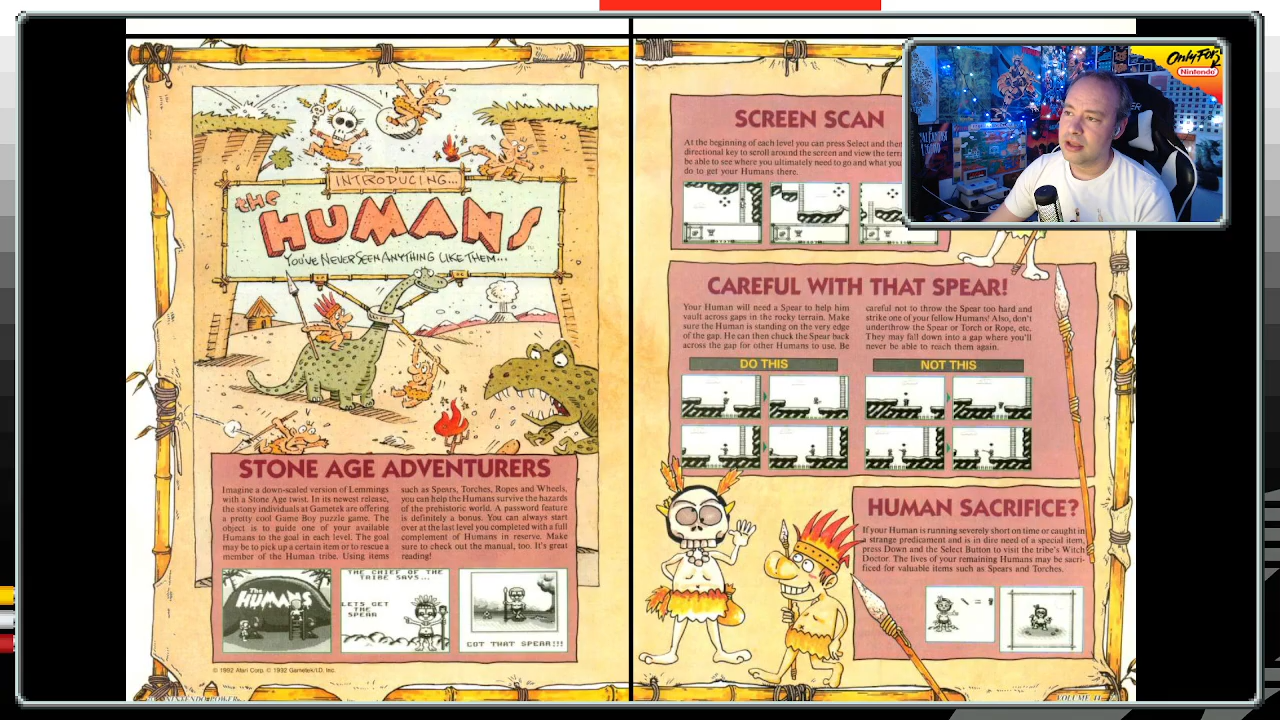 INTRODUCING...
the
HUMANS
YOU'VE NEVER SEEN ANYTHING LIKE THEM...
STONE AGE ADVENTURERS
Imagine a down-scaled version of Lemmings
with a Stone Age twist. In its newest release,
the stony individuals at Gametek are offering
a pretty cool Game Boy puzzle game. The
object is to guide one of your available
Humans to the goal in each level. The goal
may be to pick up a certain item or to rescue a
member of the Human tribe. Using items
such as Spears, Torches, Ropes and Wheels,
you can help the Humans survive the hazards
of the prehistoric world. A password feature
is definitely a bonus. You can always start
over at the last level you completed with a full
complement of Humans in reserve. Make
sure to check out the manual, too. It's great
reading!
The
HUMANS
THE CHIEF OF THE
TRIBE SAYS...
LETS GET
THE
SPEAR
GOT THAT SPEAR!!!
© 1992 Atari Corp. © 1992 Gametek/I.D. Inc.
NINTENDO POWER
SCREEN SCAN
At the beginning of each level you can press Select and then
directional key to scroll around the screen and view the
be able to see where you ultimately need to go and what you
do to get your Humans there.
CAREFUL WITH THAT SPEAR!
Your Human will need a Spear to help him
vault across gaps in the rocky terrain. Make
sure the Human is standing on the very edge
of the gap. He can then chuck the Spear back
across the gap for other Humans to use. Be
careful not to throw the Spear too hard and
strike one of your fellow Humans! Also, don't
underthrow the Spear or Torch or Rope, etc.
They may fall down into a gap where you'll
never be able to reach them again.
DO THIS
NOT THIS
HUMAN SACRIFICE?
If your Human is running severely short on time or caught in
a strange predicament and is in dire need of a special item,
press Down and the Select Button to visit the tribe's Witch
Doctor. The lives of your remaining Humans may be sacri-
ficed for valuable items such as Spears and Torches.
VOLUME
Only For
Nintendo